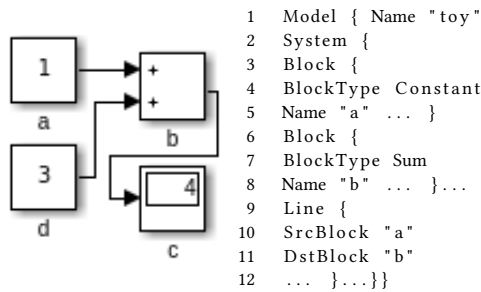 1
+
+
a
b
3
4
d
c
1 Model { Name "toy"
2 System {
3 Block {
4 BlockType Constant
5 Name "a" ... }
6 Block {
7 BlockType Sum
8 Name "b" ... }...
9 Line {
10 SrcBlock "a"
11 DstBlock "b"
12 ... }...}}